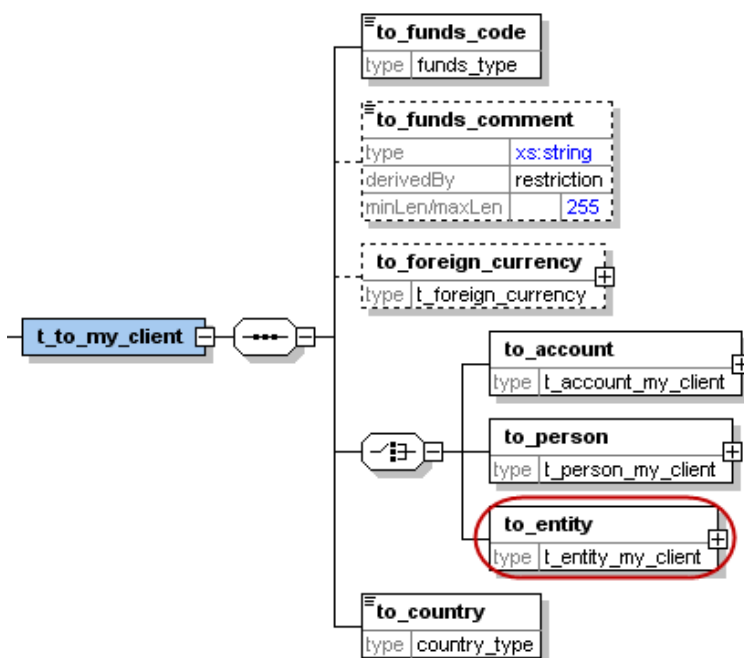 to_funds_code
type funds_type
to_funds_comment
type xs:string
derivedBy restriction
minLen/maxLen 255
to_foreign_currency
type t_foreign_currency
t_to_my_client
to_account
type t_account_my_client
to_person
type t_person_my_client
to_entity
type t_entity_my_client
to_country
type country_type